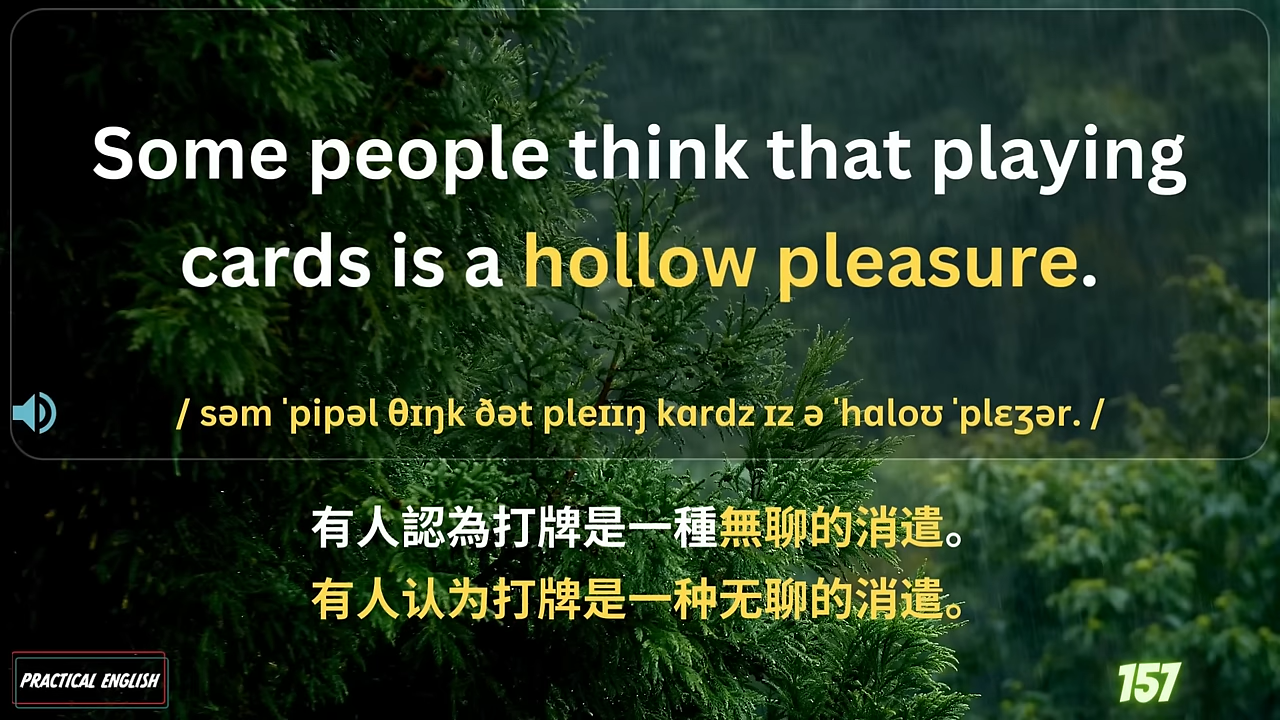 Some people think that playing
cards is a hollow pleasure.
/ səm ˈpipəl θɪŋk ðət pleɪɪŋ kɑrdz ɪz ə ˈhɑloʊ ˈplɛʒər. /
有人認為打牌是一種無聊的消遣。
有人认为打牌是一种无聊的消遣。
PRACTICAL ENGLISH
157